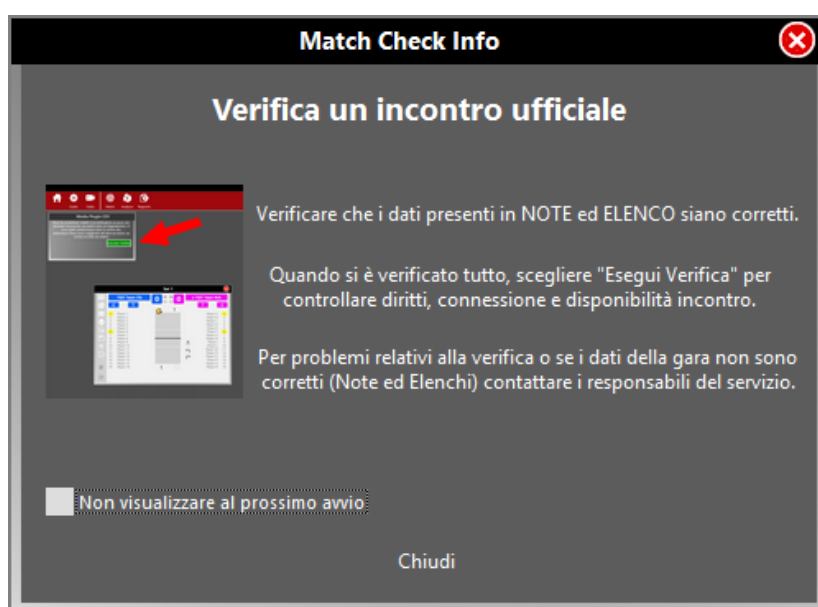 Match Check Info
Verifica un incontro ufficiale
Verificare che i dati presenti in NOTE ed ELENCO siano corretti.
Quando si è verificato tutto, scegliere "Esegui Verifica" per
controllare diritti, connessione e disponibilità incontro.
Per problemi relativi alla verifica o se i dati della gara non sono
corretti (Note ed Elenchi) contattare i responsabili del servizio.
Non visualizzare al prossimo avvio
Chiudi